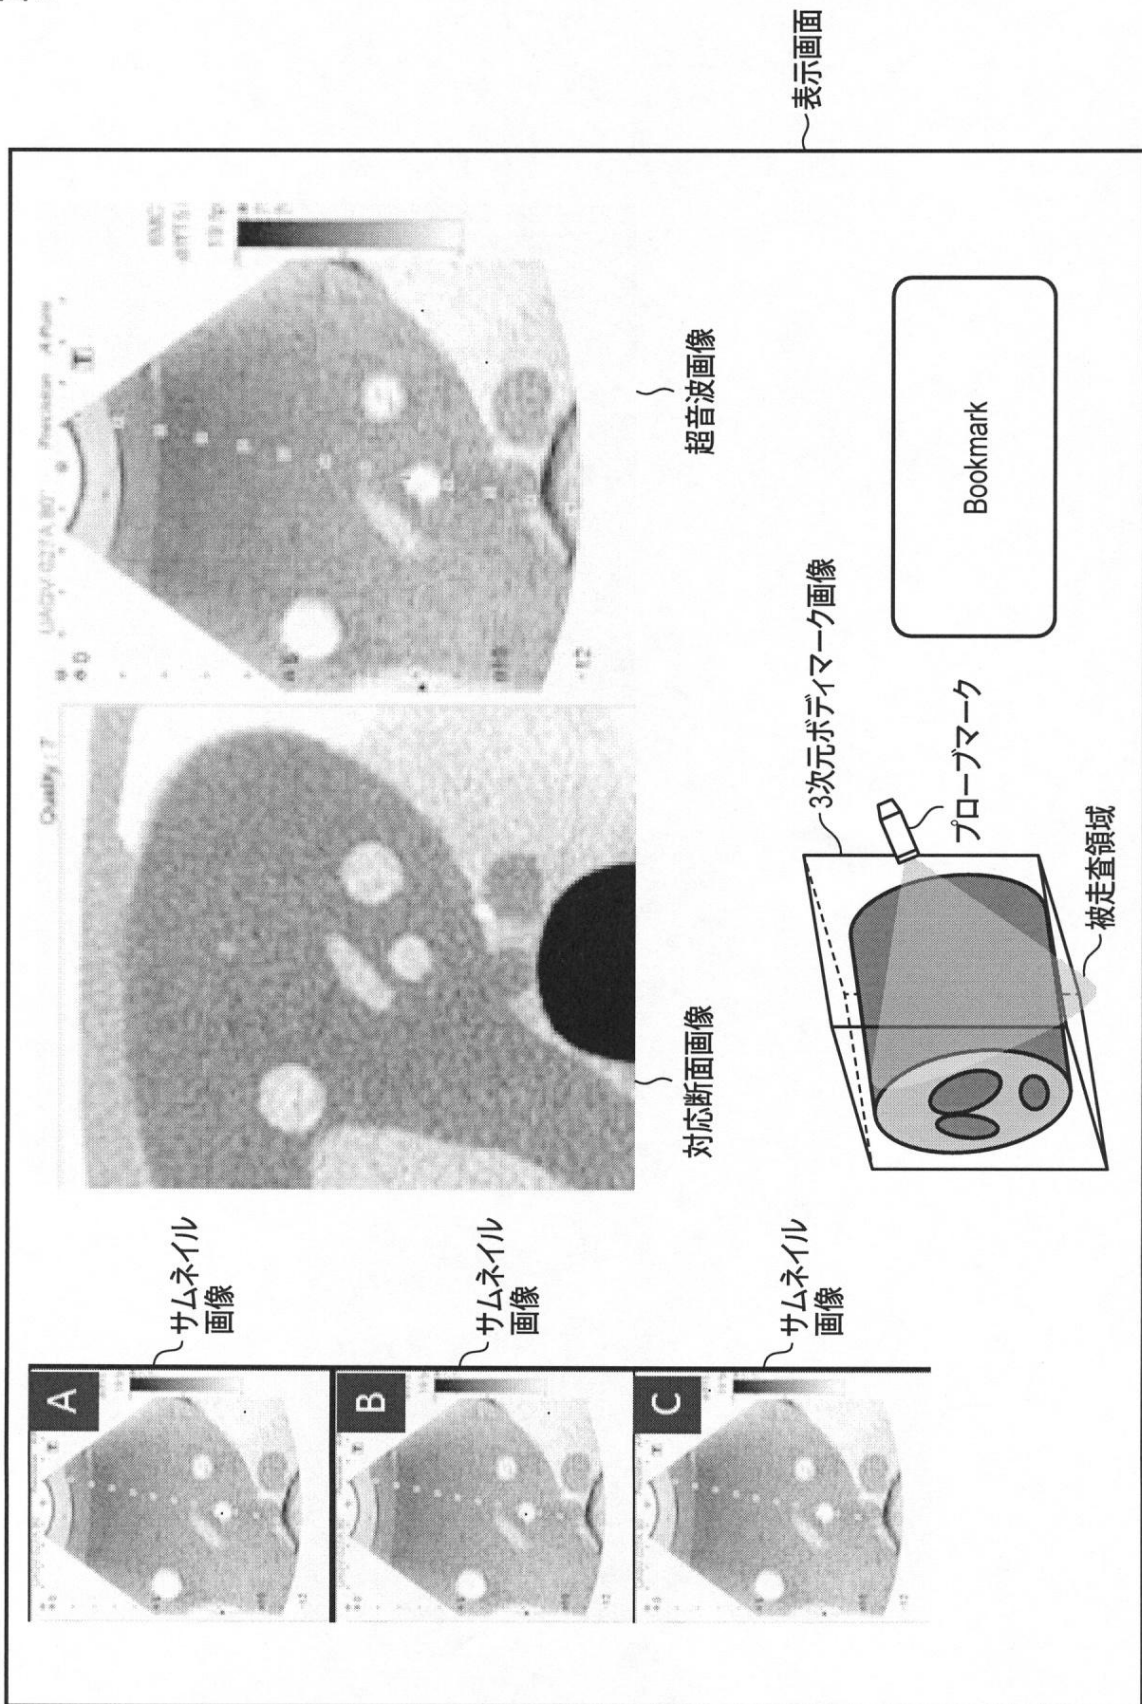 表示画面
A
サムネイル
画像
B
サムネイル
画像
C
サムネイル
画像
Quality : 7
対応断面画像
Precision A Pure
T
超音波画像
3次元ボディマーク画像
プローブマーク
被走査領域
Bookmark